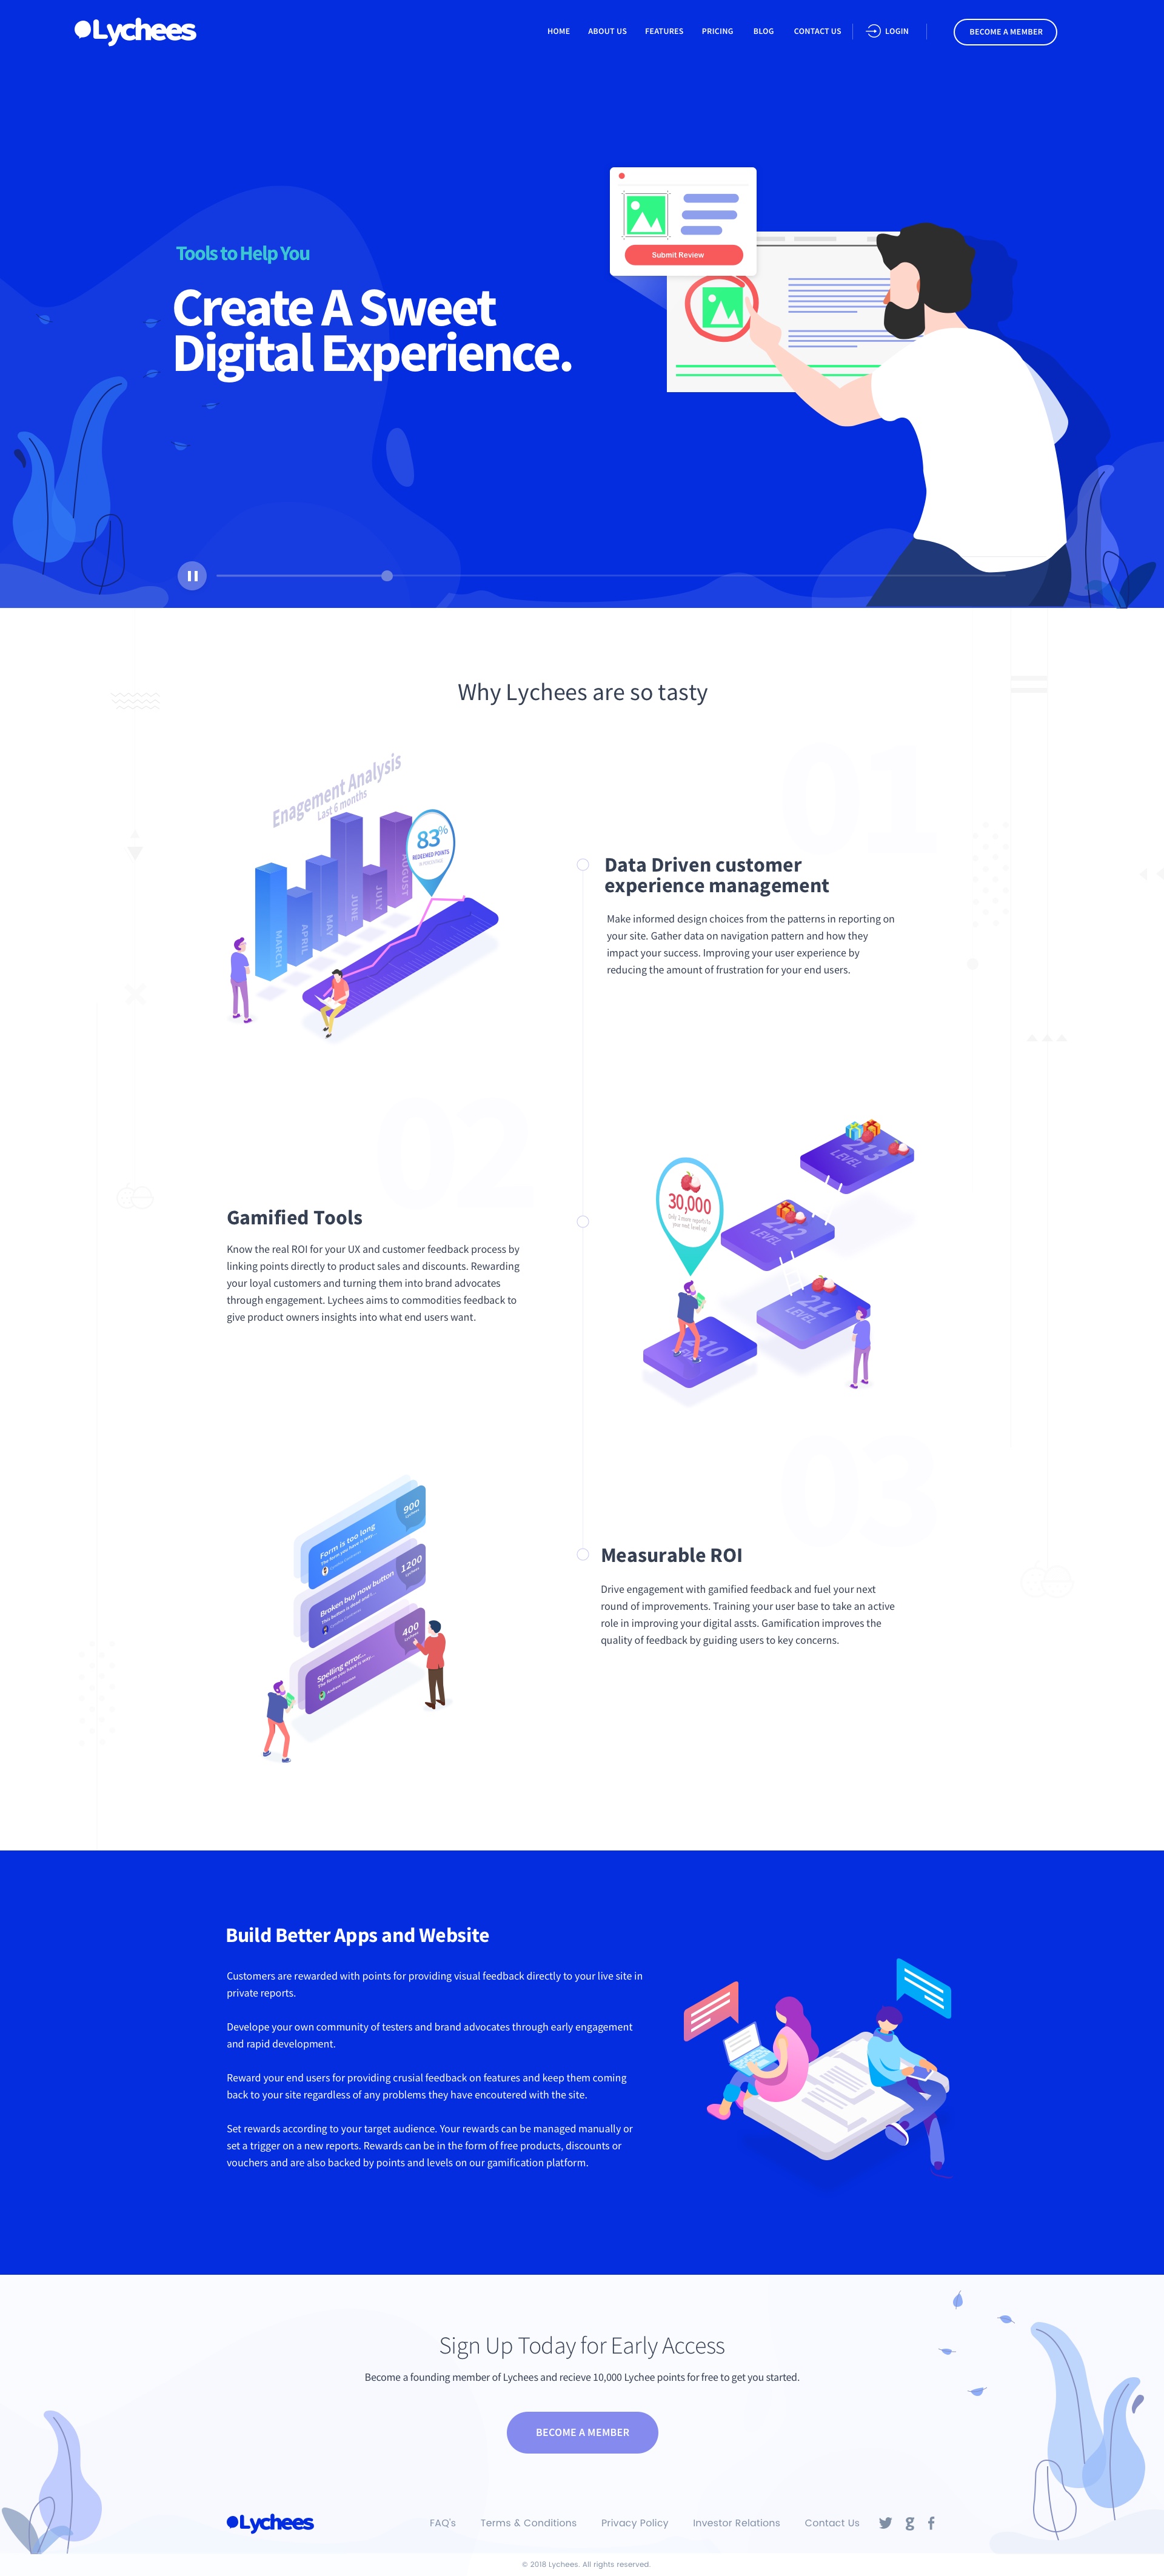 Lychees
HOME ABOUT US FEATURES PRICING BLOG CONTACT US LOGIN BECOME A MEMBER
Submit Review
Tools to Help You
Create A Sweet
Digital Experience.
Why Lychees are so tasty
01
Enagement Analysis
Last 6 months
83%
REDEEMED POINTS
MARCH
APRIL
MAY
JUNE
JULY
AUGUST
Data Driven customer
experience management
Make informed design choices from the patterns in reporting on
your site. Gather data on navigation pattern and how they
impact your success. Improving your user experience by
reducing the amount of frustration for your end users.
02
Gamified Tools
Know the real ROI for your UX and customer feedback process by
linking points directly to product sales and discounts. Rewarding
your loyal customers and turning them into brand advocates
through engagement. Lychees aims to commodities feedback to
give product owners insights into what end users want.
213
LEVEL
30,000
212
LEVEL
211
LEVEL
210
03
900
Form is too long
The form you have is way...
1200
Broken buy now button
400
Spelling error...
The form you have is way...
Andrew Thurlow
Measurable ROI
Drive engagement with gamified feedback and fuel your next
round of improvements. Training your user base to take an active
role in improving your digital assts. Gamification improves the
quality of feedback by guiding users to key concerns.
Build Better Apps and Website
Customers are rewarded with points for providing visual feedback directly to your live site in
private reports.
Develope your own community of testers and brand advocates through early engagement
and rapid development.
Reward your end users for providing crusial feedback on features and keep them coming
back to your site regardless of any problems they have encoutered with the site.
Set rewards according to your target audience. Your rewards can be managed manually or
set a trigger on a new reports. Rewards can be in the form of free products, discounts or
vouchers and are also backed by points and levels on our gamification platform.
Sign Up Today for Early Access
Become a founding member of Lychees and recieve 10,000 Lychee points for free to get you started.
BECOME A MEMBER
Lychees
FAQ's Terms & Conditions Privacy Policy Investor Relations Contact Us
© 2018 Lychees. All rights reserved.